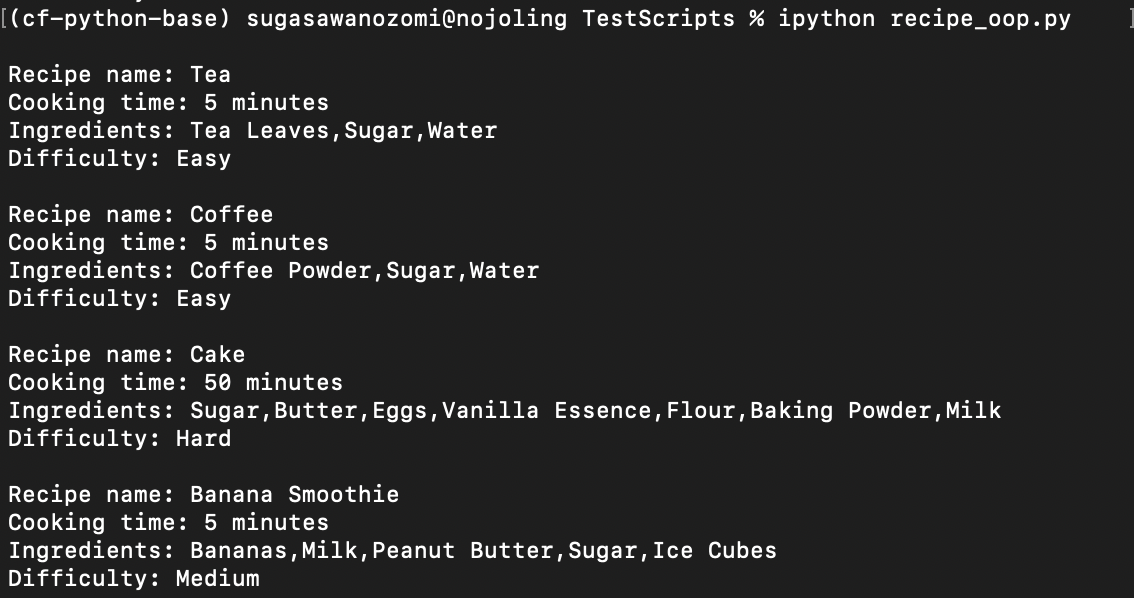 [(cf-python-base) sugasawanozomi@nojoling TestScripts % ipython recipe_oop.py ]
Recipe name: Tea
Cooking time: 5 minutes
Ingredients: Tea Leaves,Sugar,Water
Difficulty: Easy
Recipe name: Coffee
Cooking time: 5 minutes
Ingredients: Coffee Powder,Sugar,Water
Difficulty: Easy
Recipe name: Cake
Cooking time: 50 minutes
Ingredients: Sugar,Butter,Eggs,Vanilla Essence,Flour,Baking Powder,Milk
Difficulty: Hard
Recipe name: Banana Smoothie
Cooking time: 5 minutes
Ingredients: Bananas,Milk,Peanut Butter,Sugar,Ice Cubes
Difficulty: Medium